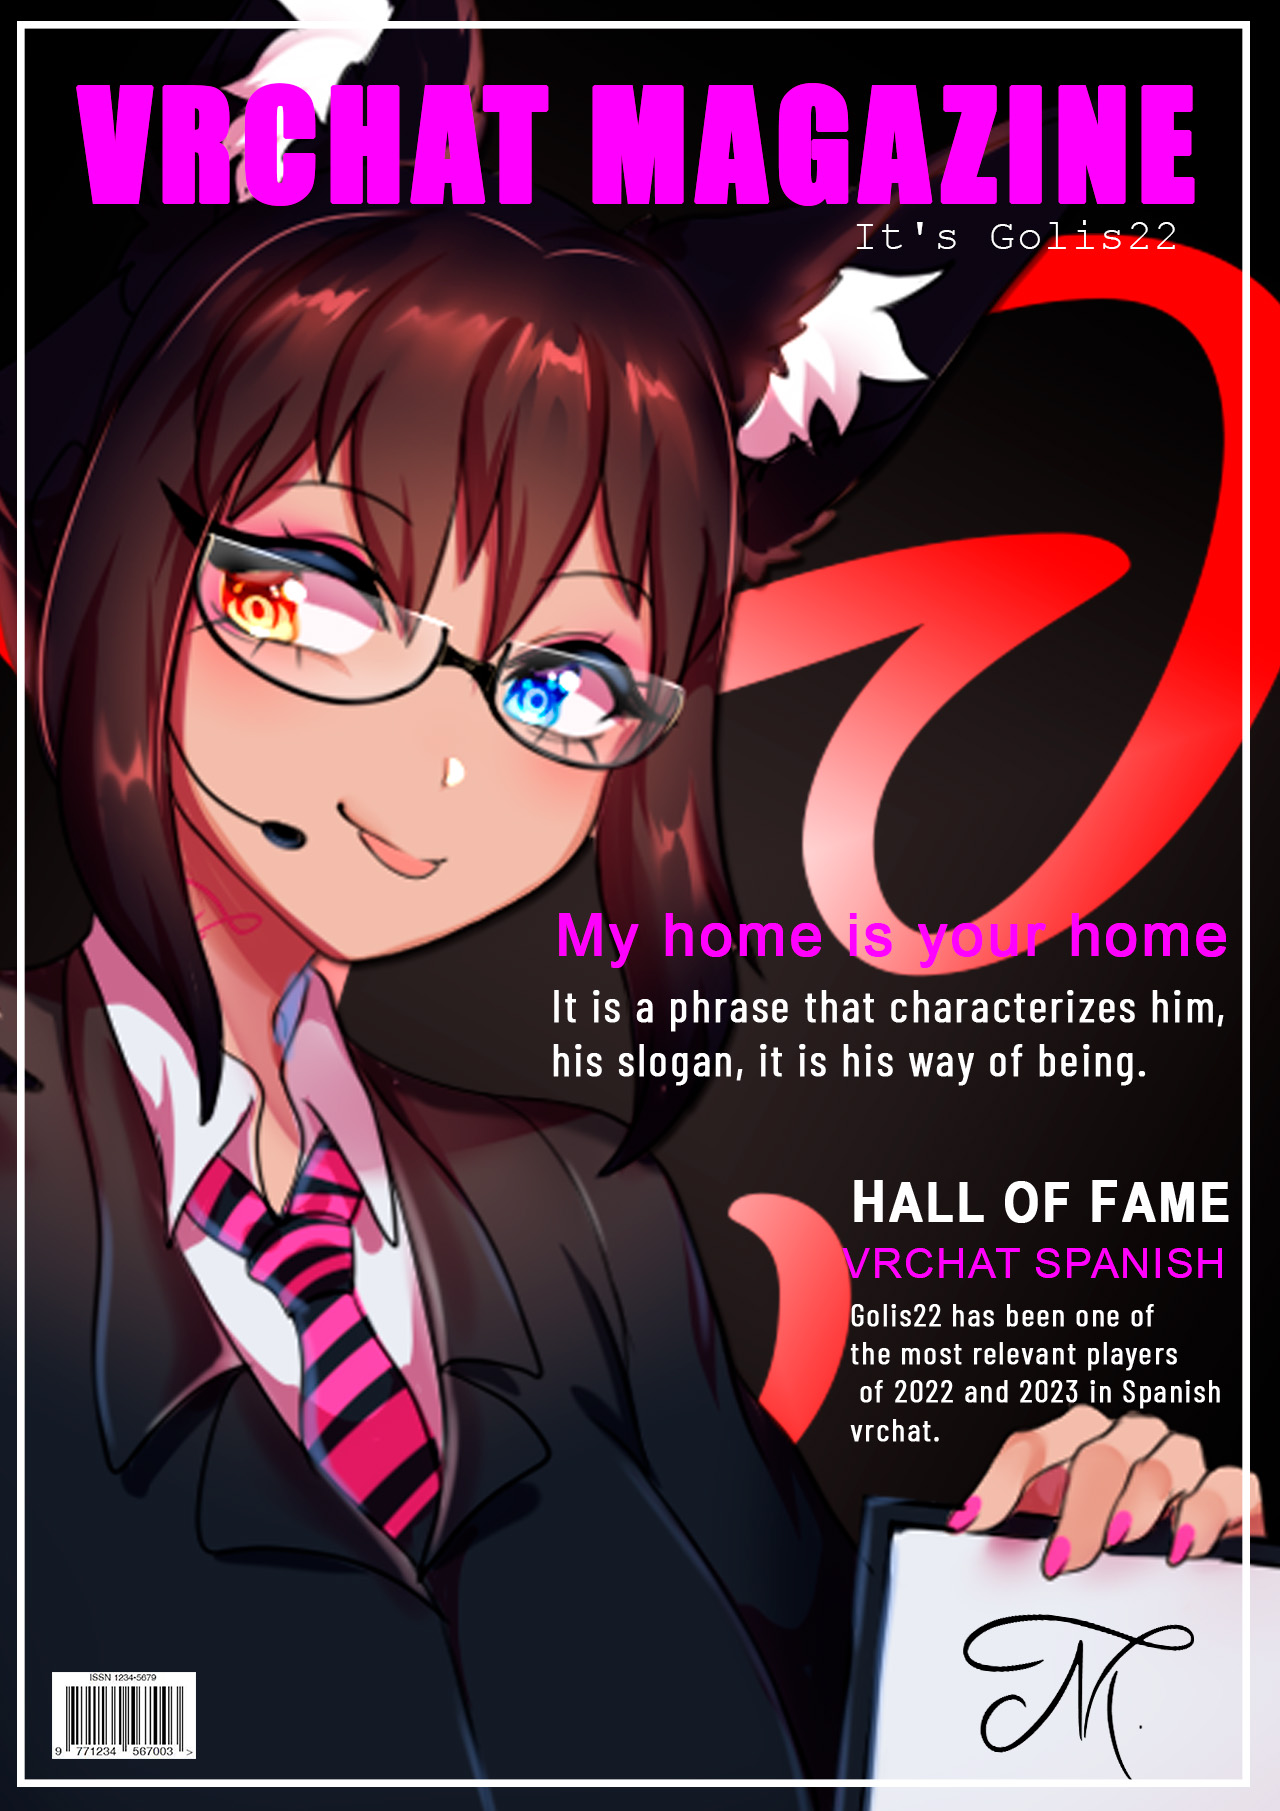 VRCHAT MAGAZINE
It's Golis22
My home is your home
It is a phrase that characterizes him,
his slogan, it is his way of being.
HALL OF FAME
VRCHAT SPANISH
Golis22 has been one of
the most relevant players
of 2022 and 2023 in Spanish
vrchat.
M.
ISSN 1234-5679
9 771234 567003 >